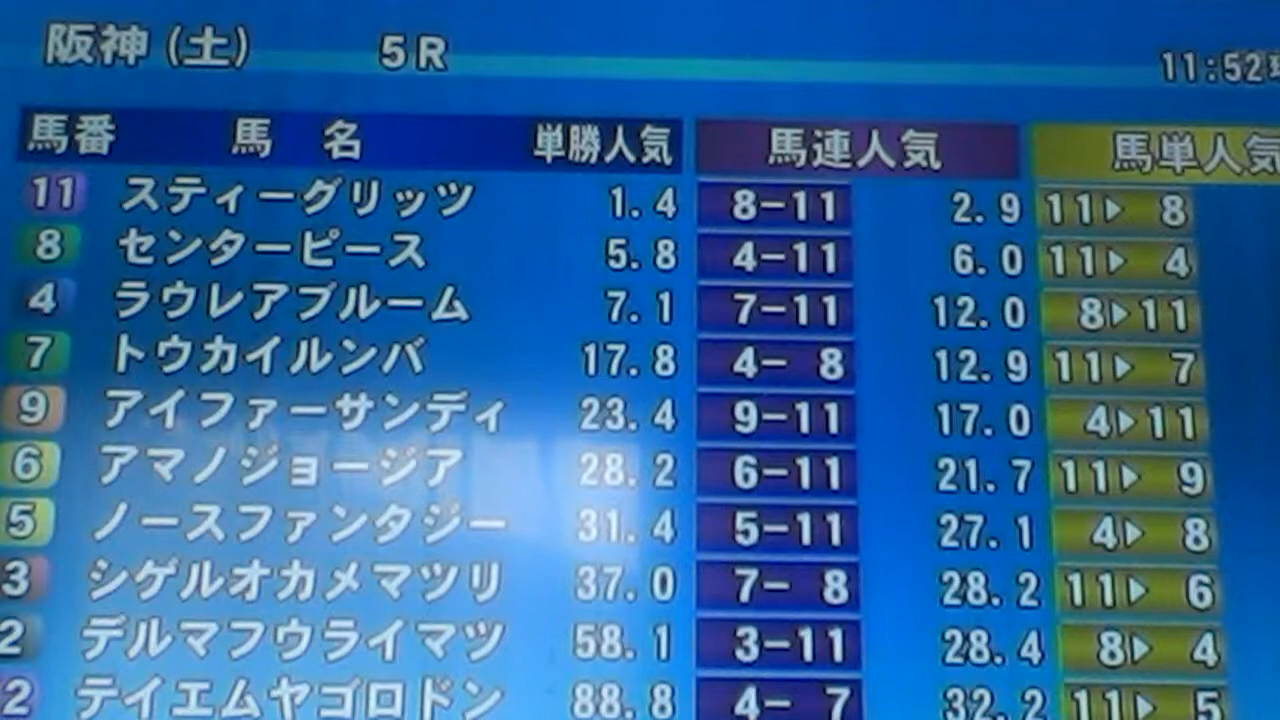 阪神 (土) 5R 11:52
馬番 馬 名 単勝人気 馬連人気 馬単人気
11 スティーグリッツ 1.4 8-11 2.9 11▶ 8
8 センターピース 5.8 4-11 6.0 11▶ 4
4 ラウレアブルーム 7.1 7-11 12.0 8▶11
7 トウカイルンバ 17.8 4- 8 12.9 11▶ 7
9 アイファーサンディ 23.4 9-11 17.0 4▶11
6 アマノジョージア 28.2 6-11 21.7 11▶ 9
5 ノースファンタジー 31.4 5-11 27.1 4▶ 8
3 シゲルオカメマツリ 37.0 7- 8 28.2 11▶ 6
2 デルマフウライマツ 58.1 3-11 28.4 8▶ 4
2 テイエムヤゴロドン 88.8 4- 7 32.2 11▶ 5